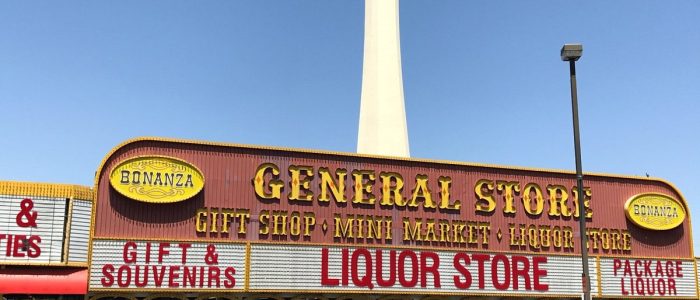 BONANZA
GENERAL STORE
GIFT SHOP · MINI MARKET · LIQUOR STORE
BONANZA
&
TIES
GIFT &
SOUVENIRS
LIQUOR STORE
PACKAGE
LIQUOR